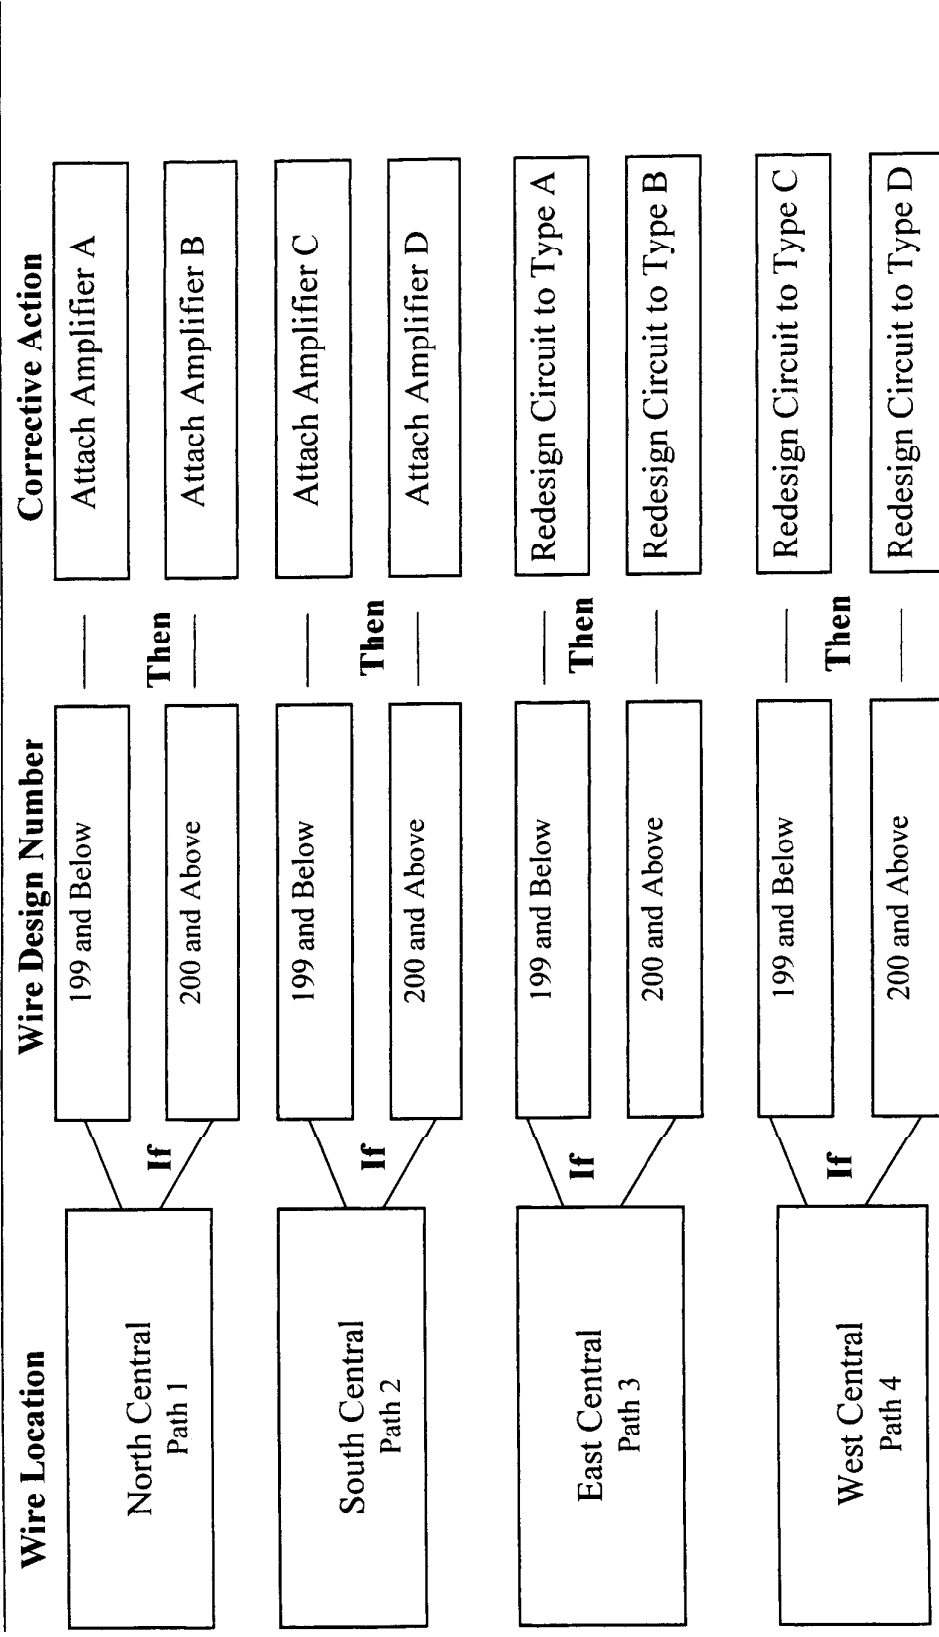 Wire Location
Wire Design Number
Corrective Action
North Central
Path 1
If
199 and Below
200 and Above
Then
Attach Amplifier A
Attach Amplifier B
South Central
Path 2
If
199 and Below
200 and Above
Then
Attach Amplifier C
Attach Amplifier D
East Central
Path 3
If
199 and Below
200 and Above
Then
Redesign Circuit to Type A
Redesign Circuit to Type B
West Central
Path 4
If
199 and Below
200 and Above
Then
Redesign Circuit to Type C
Redesign Circuit to Type D